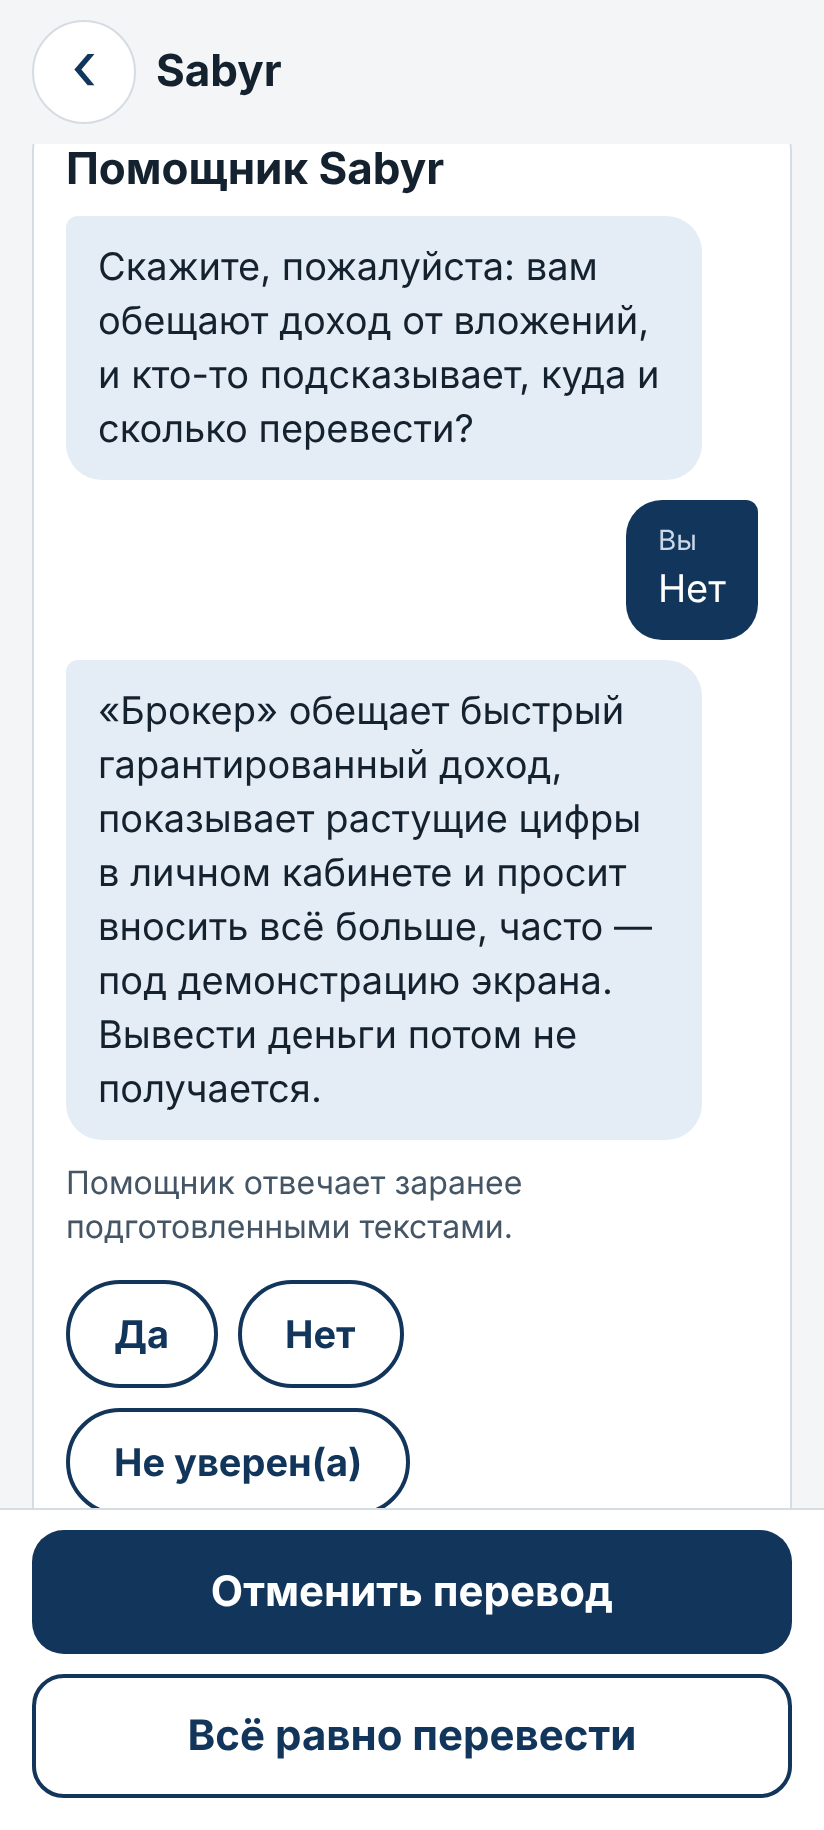 Sabyr
Помощник Sabyr
Скажите, пожалуйста: вам
обещают доход от вложений,
и кто-то подсказывает, куда и
сколько перевести?
Вы
Нет
«Брокер» обещает быстрый
гарантированный доход,
показывает растущие цифры
в личном кабинете и просит
вносить всё больше, часто —
под демонстрацию экрана.
Вывести деньги потом не
получается.
Помощник отвечает заранее
подготовленными текстами.
Да
Нет
Не уверен(а)
Отменить перевод
Всё равно перевести